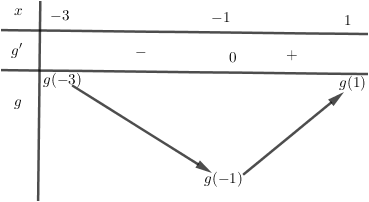 x −3 −1 1
g′ − 0 +
g(−3) g(1)
g
g(−1)